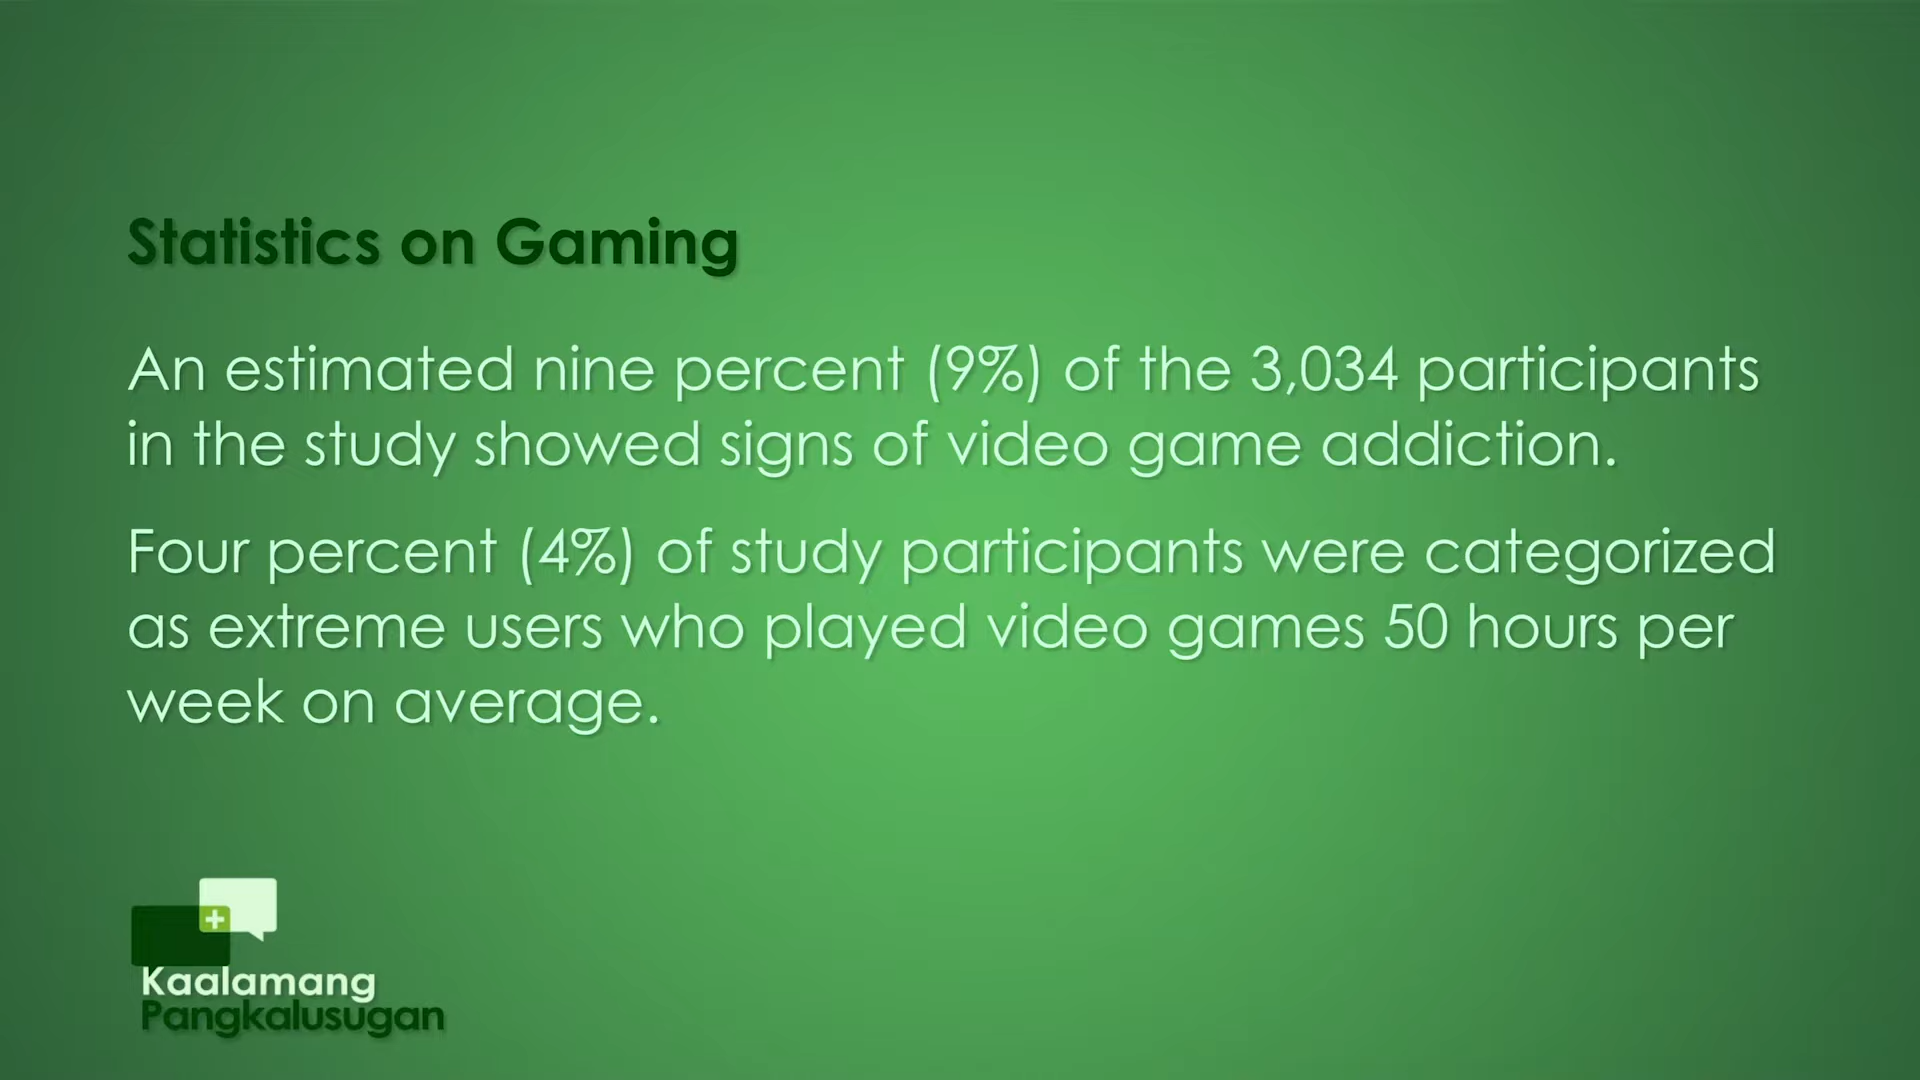 Statistics on Gaming
An estimated nine percent (9%) of the 3,034 participants
in the study showed signs of video game addiction.
Four percent (4%) of study participants were categorized
as extreme users who played video games 50 hours per
week on average.
Kaalamang
Pangkalusugan